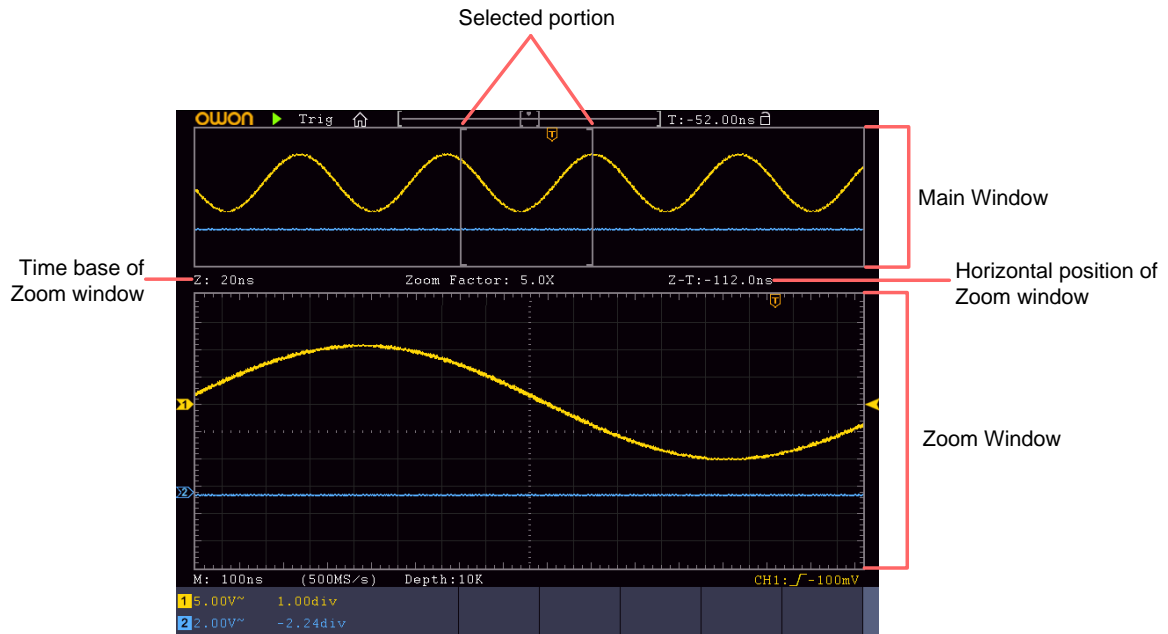 Selected portion
owon Trig T:-52.00ns
T
Main Window
Time base of
Zoom window
Z: 20ns Zoom Factor: 5.0X Z-T:-112.0ns
Horizontal position of
Zoom window
T
1
Zoom Window
2
M: 100ns (500MS/s) Depth:10K CH1: -100mV
1 5.00V~ 1.00div
2 2.00V~ -2.24div